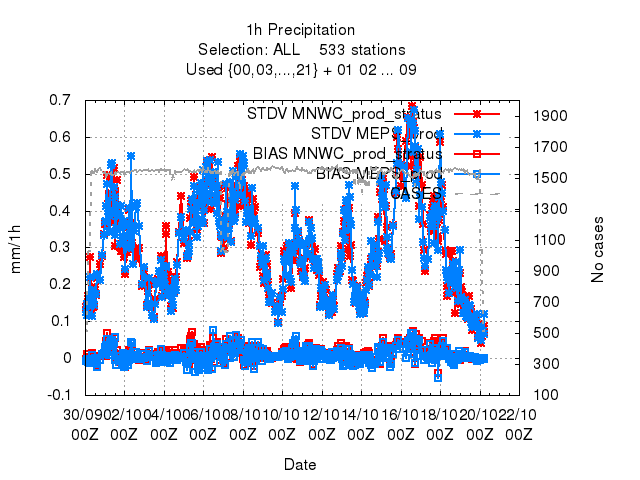 1h Precipitation
Selection: ALL 533 stations
Used {00,03,...,21} + 01 02 ... 09
STDV MNWC_prod_stratus
STDV MEPS_prod
BIAS MNWC_prod_stratus
BIAS MEPS_prod
CASES
0.7
0.6
0.5
0.4
0.3
0.2
0.1
0
-0.1
mm/1h
1900
1700
1500
1300
1100
900
700
500
300
100
No cases
30/09 02/10 04/10 06/10 08/10 10/10 12/10 14/10 16/10 18/10 20/10 22/10
00Z 00Z 00Z 00Z 00Z 00Z 00Z 00Z 00Z 00Z 00Z 00Z
Date